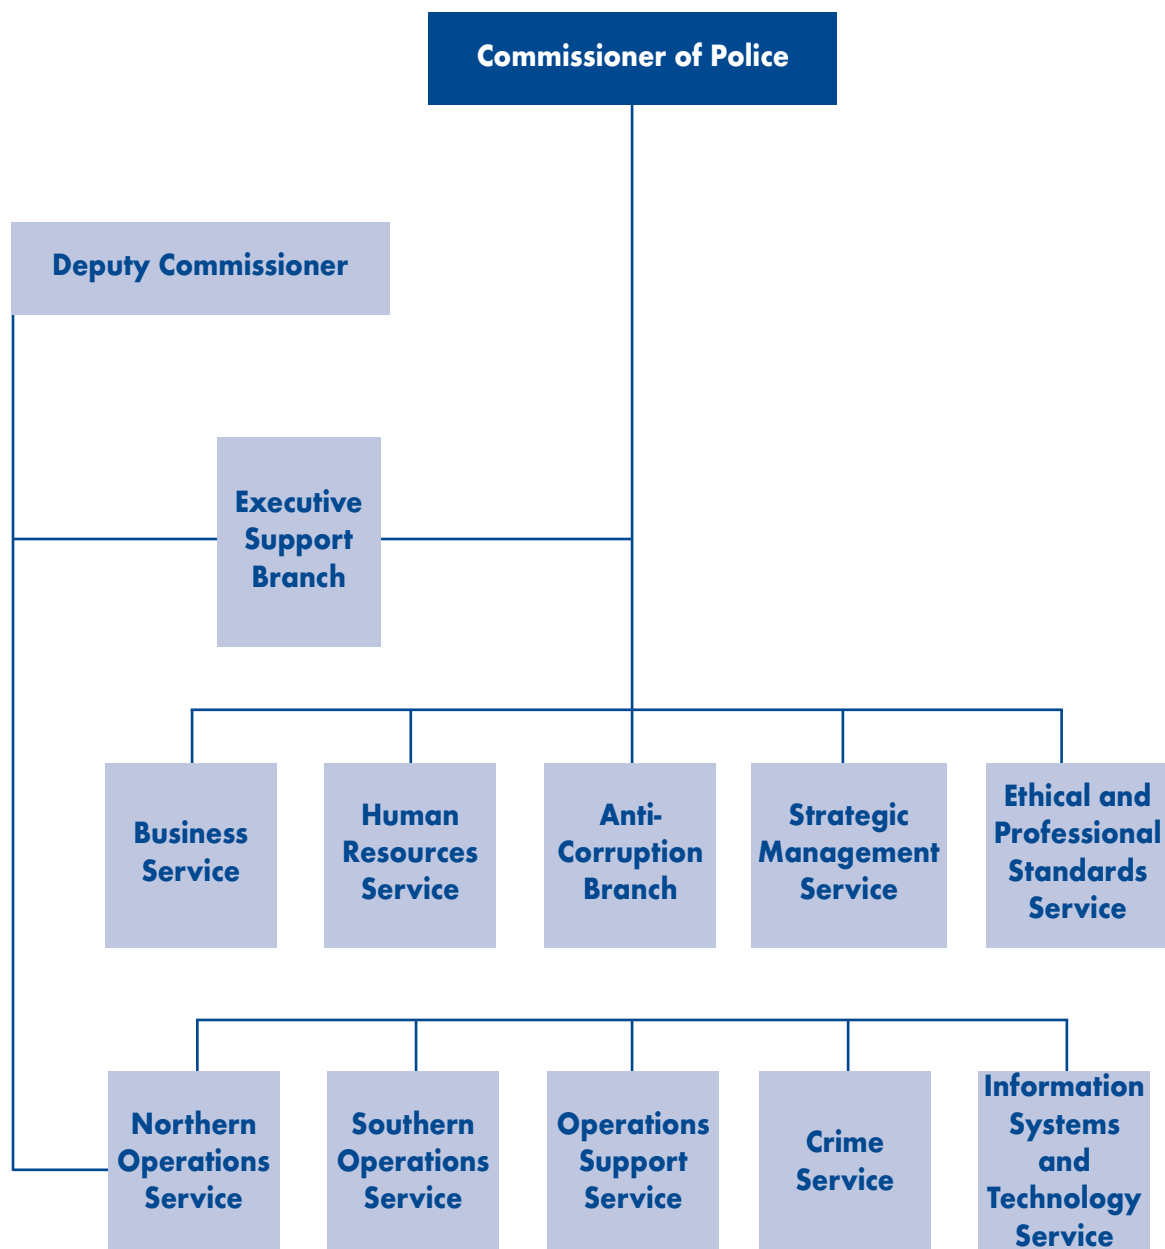 Commissioner of Police
Deputy Commissioner
Executive
Support
Branch
Business
Service
Human
Resources
Service
Anti-
Corruption
Branch
Strategic
Management
Service
Ethical and
Professional
Standards
Service
Northern
Operations
Service
Southern
Operations
Service
Operations
Support
Service
Crime
Service
Information
Systems
and
Technology
Service